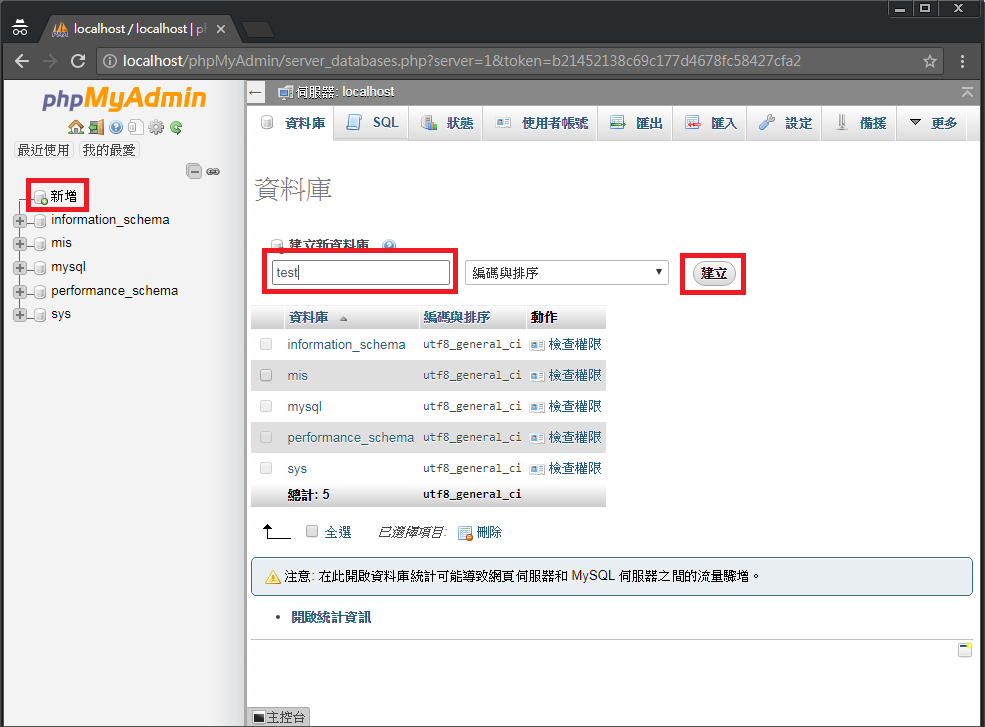 localhost / localhost | ph
localhost/phpMyAdmin/server_databases.php?server=1&token=b21452138c69c177d4678fc58427cfa2
phpMyAdmin
最近使用 我的最愛
新增
information_schema
mis
mysql
performance_schema
sys
伺服器: localhost
資料庫 SQL 狀態 使用者帳號 匯出 匯入 設定 備援 更多
資料庫
建立新資料庫
test 編碼與排序 建立
資料庫 編碼與排序 動作
information_schema utf8_general_ci 檢查權限
mis utf8_general_ci 檢查權限
mysql utf8_general_ci 檢查權限
performance_schema utf8_general_ci 檢查權限
sys utf8_general_ci 檢查權限
總計: 5 utf8_general_ci
全選 已選擇項目: 刪除
注意: 在此開啟資料庫統計可能導致網頁伺服器和 MySQL 伺服器之間的流量驟增。
• 開啟統計資訊
主控台